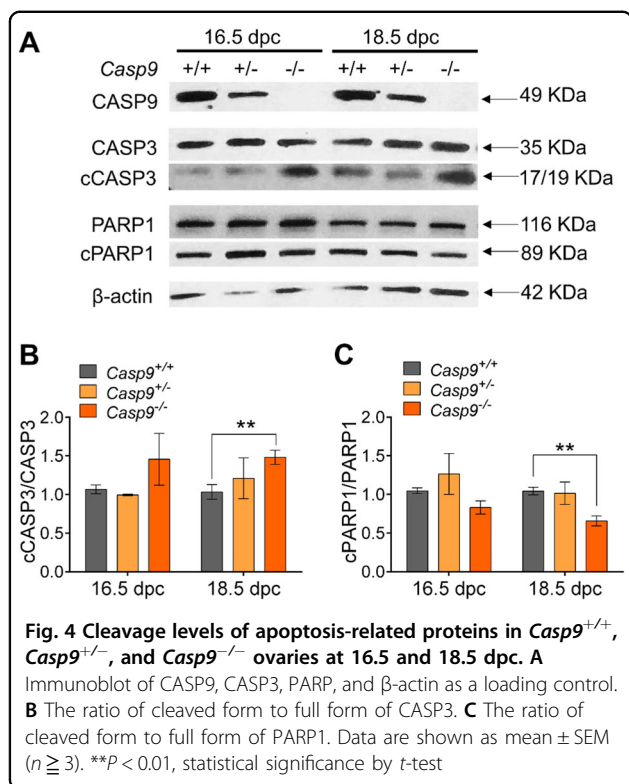 A
16.5 dpc 18.5 dpc
Casp9 +/+ +/- -/- +/+ +/- -/-
CASP9 49 KDa
CASP3 35 KDa
cCASP3 17/19 KDa
PARP1 116 KDa
cPARP1 89 KDa
β-actin 42 KDa
B
Casp9+/+
Casp9+/-
Casp9-/-
**
cCASP3/CASP3
2.0
1.5
1.0
0.5
0.0
16.5 dpc 18.5 dpc
C
Casp9+/+
Casp9+/-
Casp9-/-
**
cPARP1/PARP1
2.0
1.5
1.0
0.5
0.0
16.5 dpc 18.5 dpc
Fig. 4 Cleavage levels of apoptosis-related proteins in Casp9+/+,
Casp9+/−, and Casp9−/− ovaries at 16.5 and 18.5 dpc. A
Immunoblot of CASP9, CASP3, PARP, and β-actin as a loading control.
B The ratio of cleaved form to full form of CASP3. C The ratio of
cleaved form to full form of PARP1. Data are shown as mean ± SEM
(n ≧ 3). **P < 0.01, statistical significance by t-test